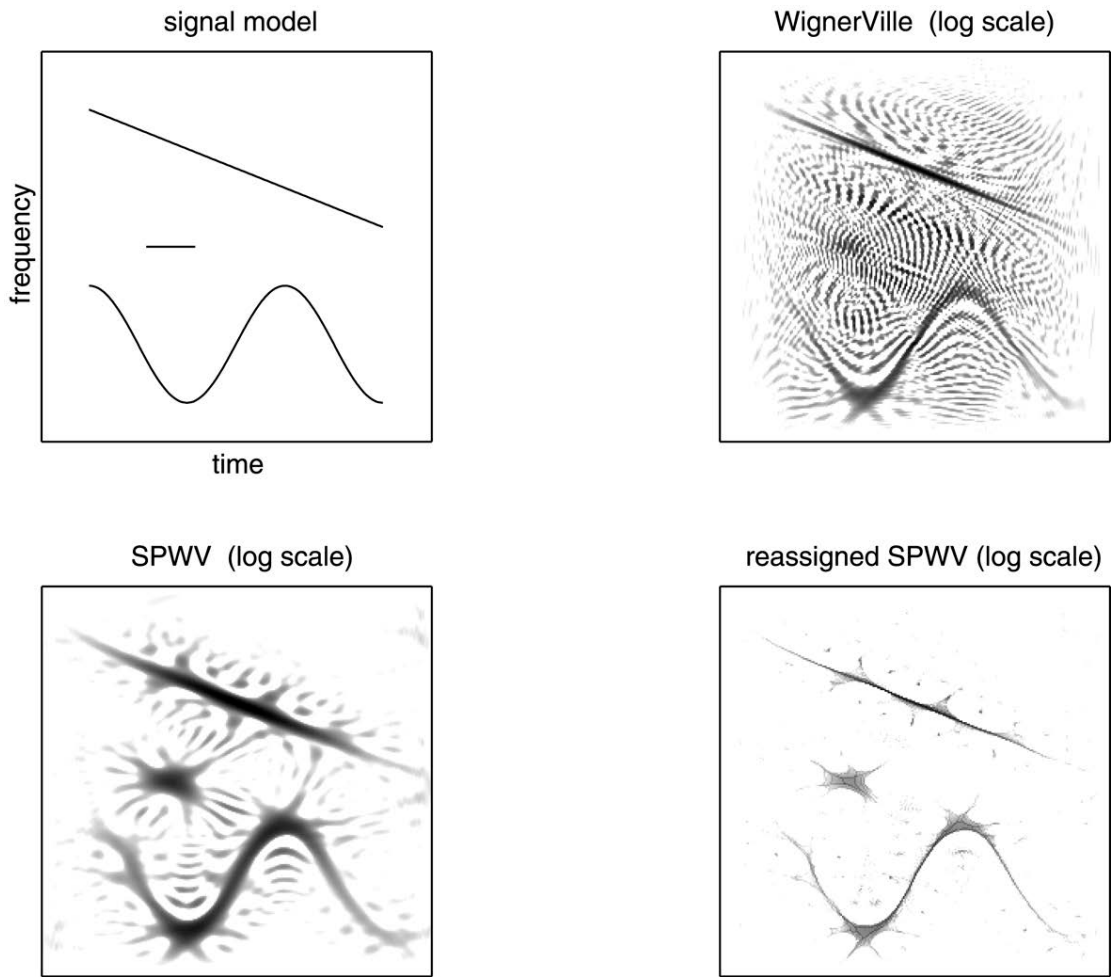 signal model
WignerVille (log scale)
frequency
time
SPWV (log scale)
reassigned SPWV (log scale)